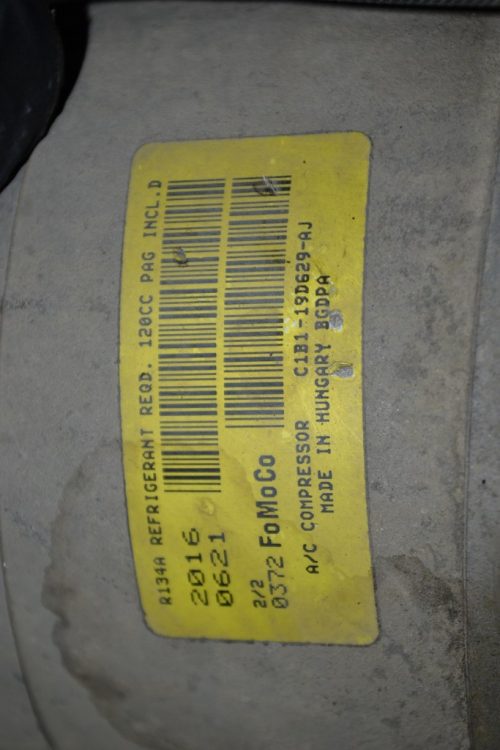 R134A REFRIGERANT REQD. 120CC PAG INCL.D
2016
0621
2/2
0372 FoMoCo
A/C COMPRESSOR C1B1-19D629-AJ
MADE IN HUNGARY BGDPA